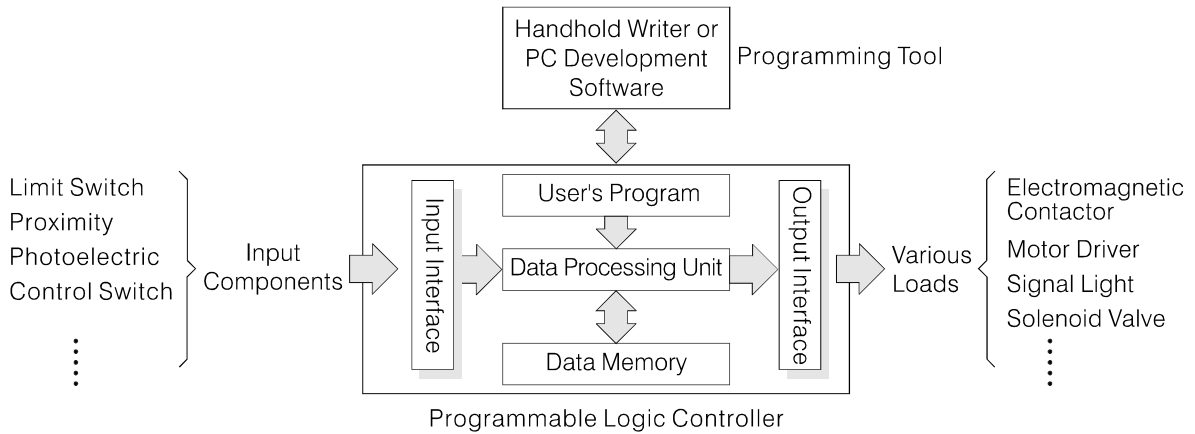 Handhold Writer or
PC Development
Software
Programming Tool
Limit Switch
Proximity
Photoelectric
Control Switch
Input
Components
Input Interface
User's Program
Data Processing Unit
Data Memory
Output Interface
Various
Loads
Electromagnetic
Contactor
Motor Driver
Signal Light
Solenoid Valve
Programmable Logic Controller